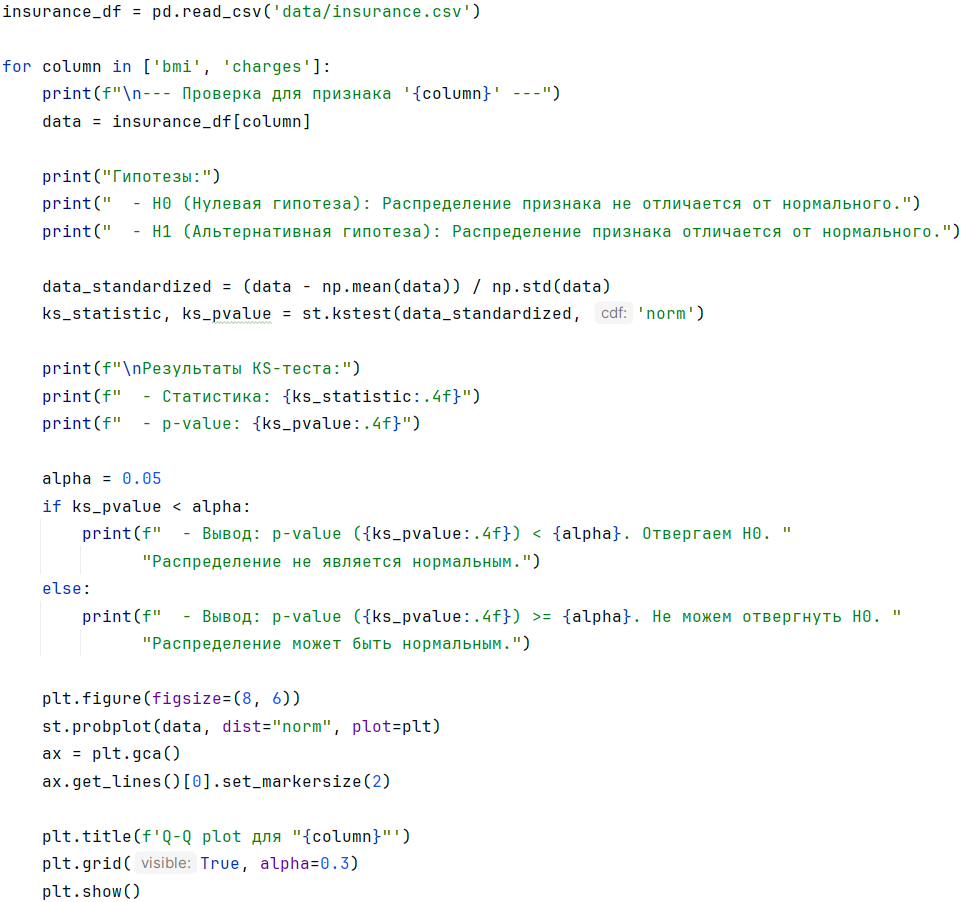 insurance_df = pd.read_csv('data/insurance.csv')

for column in ['bmi', 'charges']:
    print(f"\n--- Проверка для признака '{column}' ---")
    data = insurance_df[column]

    print("Гипотезы:")
    print("  - H0 (Нулевая гипотеза): Распределение признака не отличается от нормального.")
    print("  - H1 (Альтернативная гипотеза): Распределение признака отличается от нормального.")

    data_standardized = (data - np.mean(data)) / np.std(data)
    ks_statistic, ks_pvalue = st.kstest(data_standardized, cdf: 'norm')

    print(f"\nРезультаты KS-теста:")
    print(f"  - Статистика: {ks_statistic:.4f}")
    print(f"  - p-value: {ks_pvalue:.4f}")

    alpha = 0.05
    if ks_pvalue < alpha:
        print(f"  - Вывод: p-value ({ks_pvalue:.4f}) < {alpha}. Отвергаем H0. "
              "Распределение не является нормальным.")
    else:
        print(f"  - Вывод: p-value ({ks_pvalue:.4f}) >= {alpha}. Не можем отвергнуть H0. "
              "Распределение может быть нормальным.")

    plt.figure(figsize=(8, 6))
    st.probplot(data, dist="norm", plot=plt)
    ax = plt.gca()
    ax.get_lines()[0].set_markersize(2)

    plt.title(f'Q-Q plot для "{column}"')
    plt.grid( visible: True, alpha=0.3)
    plt.show()